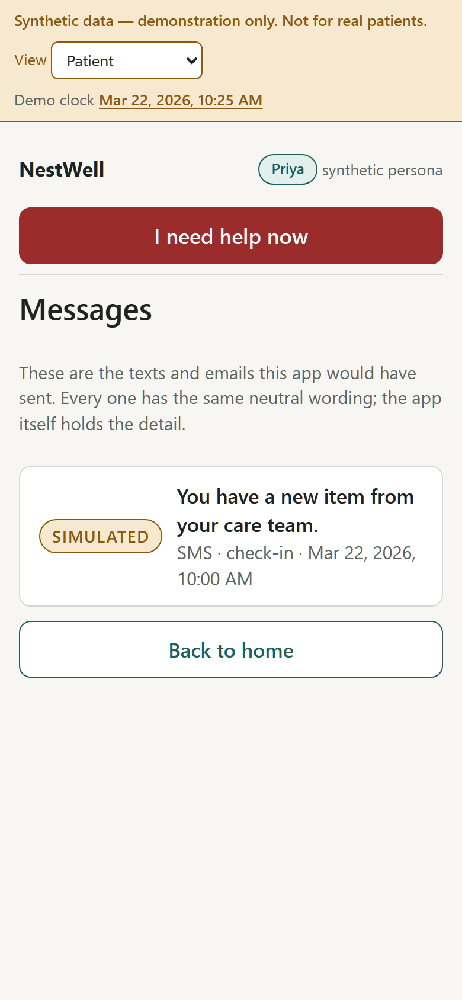 Synthetic data — demonstration only. Not for real patients.
View Patient
Demo clock Mar 22, 2026, 10:25 AM
NestWell Priya synthetic persona
I need help now
Messages
These are the texts and emails this app would have
sent. Every one has the same neutral wording; the app
itself holds the detail.
You have a new item from
your care team.
SIMULATED
SMS · check-in · Mar 22, 2026,
10:00 AM
Back to home